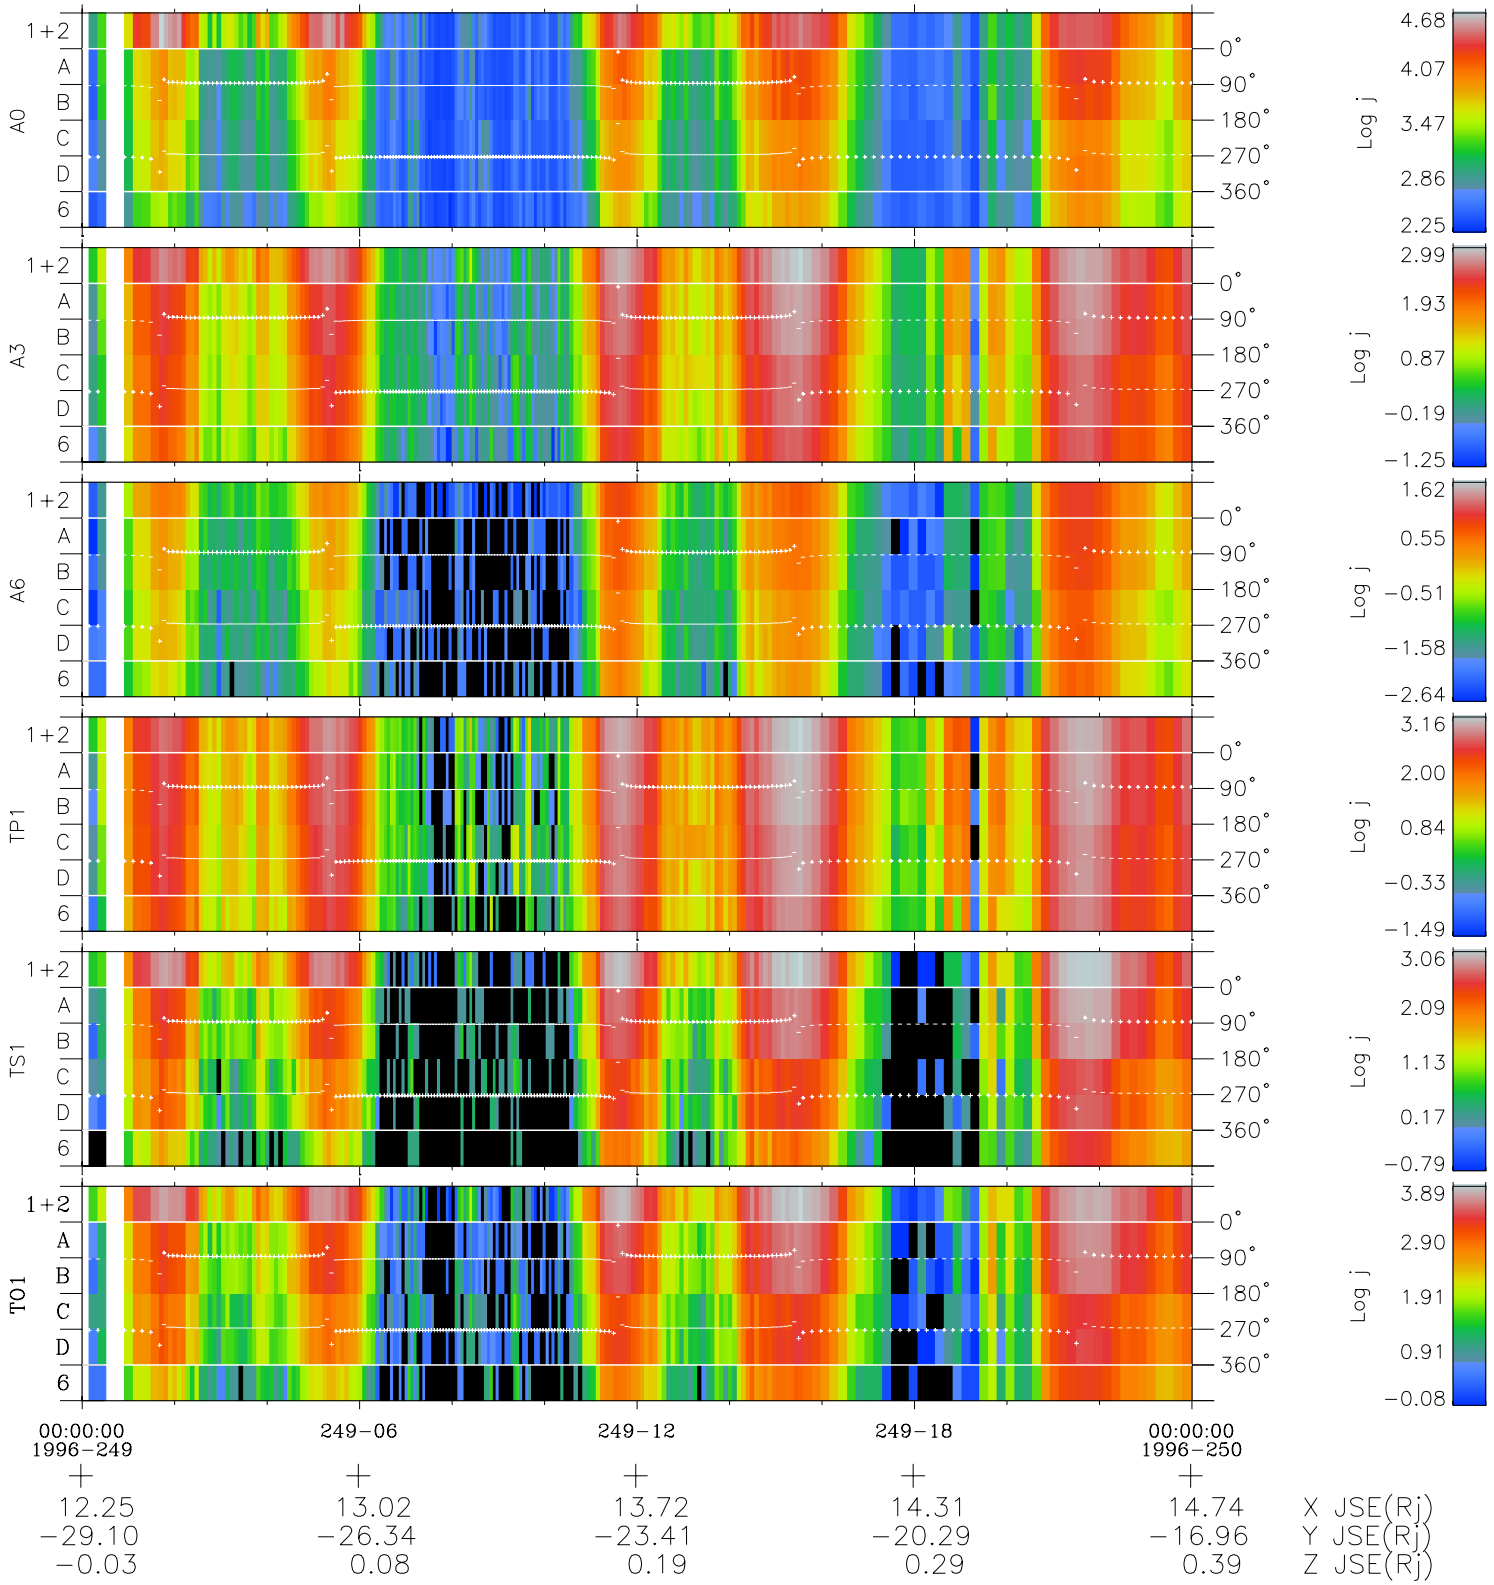 A0
1+2
A
B
C
D
6
0°
90°
180°
270°
360°
Log j
4.68
4.07
3.47
2.86
2.25
A3
1+2
A
B
C
D
6
0°
90°
180°
270°
360°
Log j
2.99
1.93
0.87
−0.19
−1.25
A6
1+2
A
B
C
D
6
0°
90°
180°
270°
360°
Log j
1.62
0.55
−0.51
−1.58
−2.64
TP1
1+2
A
B
C
D
6
0°
90°
180°
270°
360°
Log j
3.16
2.00
0.84
−0.33
−1.49
TS1
1+2
A
B
C
D
6
0°
90°
180°
270°
360°
Log j
3.06
2.09
1.13
0.17
−0.79
TO1
1+2
A
B
C
D
6
0°
90°
180°
270°
360°
Log j
3.89
2.90
1.91
0.91
−0.08
00:00:00 249−06 249−12 249−18 00:00:00
1996−249 1996−250
12.25 13.02 13.72 14.31 14.74 X JSE(Rj)
−29.10 −26.34 −23.41 −20.29 −16.96 Y JSE(Rj)
−0.03 0.08 0.19 0.29 0.39 Z JSE(Rj)